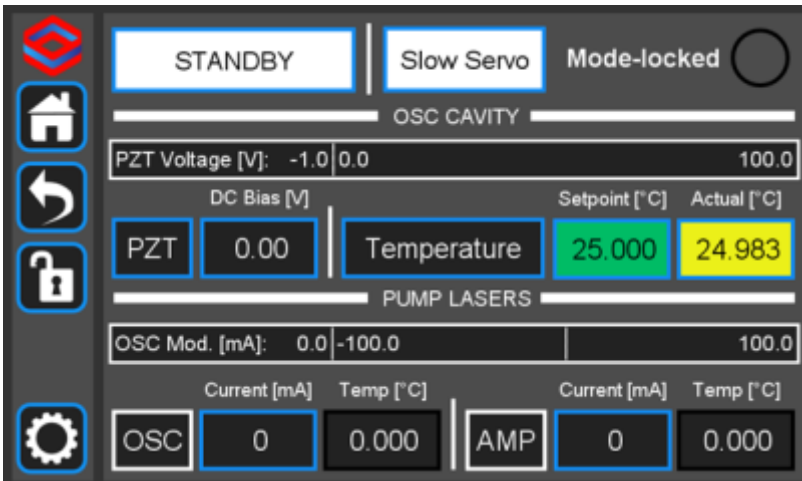 STANDBY Slow Servo Mode-locked
OSC CAVITY
PZT Voltage [V]: -1.0 0.0 100.0
DC Bias [V] Setpoint [°C] Actual [°C]
PZT 0.00 Temperature 25.000 24.983
PUMP LASERS
OSC Mod. [mA]: 0.0 -100.0 100.0
Current [mA] Temp [°C] Current [mA] Temp [°C]
OSC 0 0.000 AMP 0 0.000